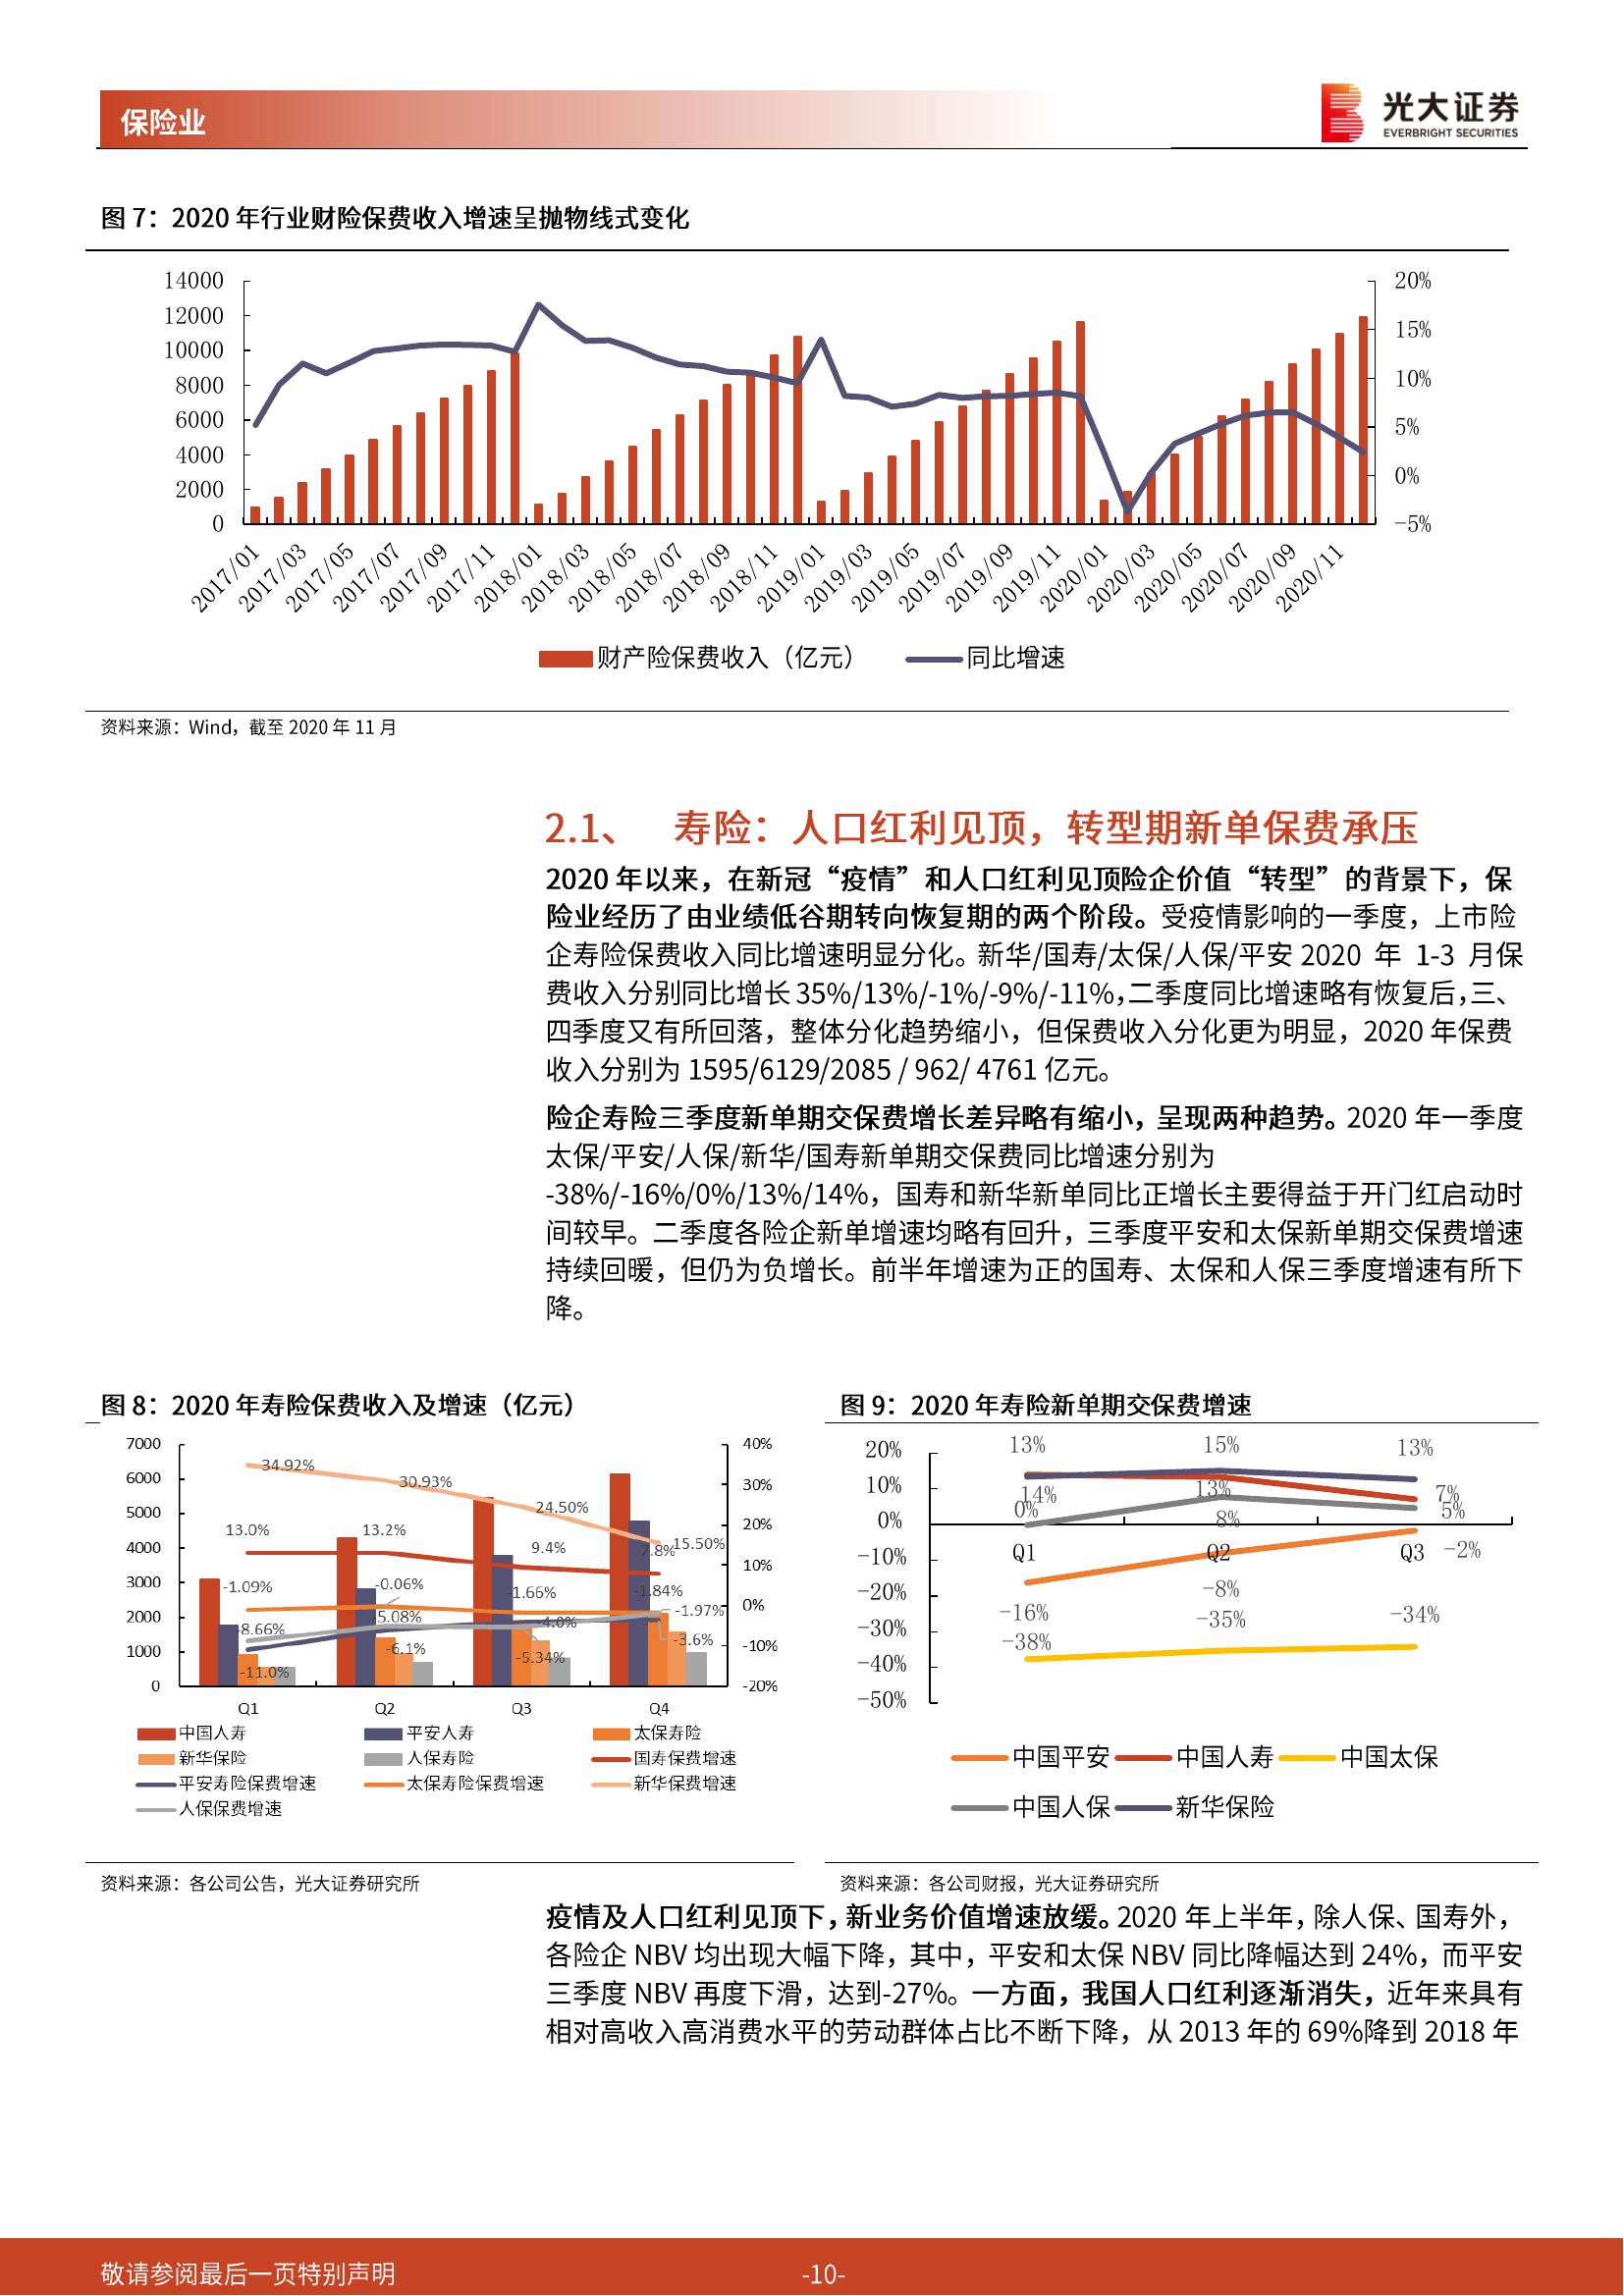 保险业
光大证券
EVERBRIGHT SECURITIES
图 7：2020 年行业财险保费收入增速呈抛物线式变化
14000
12000
10000
8000
6000
4000
2000
0
20%
15%
10%
5%
0%
-5%
2017/01
2017/03
2017/05
2017/07
2017/09
2017/11
2018/01
2018/03
2018/05
2018/07
2018/09
2018/11
2019/01
2019/03
2019/05
2019/07
2019/09
2019/11
2020/01
2020/03
2020/05
2020/07
2020/09
2020/11
财产险保费收入（亿元） 同比增速
资料来源：Wind，截至 2020 年 11 月
2.1、 寿险：人口红利见顶，转型期新单保费承压
2020 年以来，在新冠“疫情”和人口红利见顶险企价值“转型”的背景下，保
险业经历了由业绩低谷期转向恢复期的两个阶段。受疫情影响的一季度，上市险
企寿险保费收入同比增速明显分化。新华/国寿/太保/人保/平安 2020 年 1-3 月保
费收入分别同比增长 35%/13%/-1%/-9%/-11%，二季度同比增速略有恢复后，三、
四季度又有所回落，整体分化趋势缩小，但保费收入分化更为明显，2020 年保费
收入分别为 1595/6129/2085 / 962/ 4761 亿元。
险企寿险三季度新单期交保费增长差异略有缩小，呈现两种趋势。2020 年一季度
太保/平安/人保/新华/国寿新单期交保费同比增速分别为
-38%/-16%/0%/13%/14%，国寿和新华新单同比正增长主要得益于开门红启动时
间较早。二季度各险企新单增速均略有回升，三季度平安和太保新单期交保费增速
持续回暖，但仍为负增长。前半年增速为正的国寿、太保和人保三季度增速有所下
降。
图 8：2020 年寿险保费收入及增速（亿元）
7000
6000
5000
4000
3000
2000
1000
0
40%
30%
20%
10%
0%
-10%
-20%
34.92%
30.93%
24.50%
15.50%
13.0%
13.2%
9.4%
7.8%
-1.09%
-0.06%
-1.66%
-1.84%
-8.66%
-5.08%
-4.0%
-1.97%
-11.0%
-6.1%
-5.34%
-3.6%
Q1 Q2 Q3 Q4
中国人寿 平安人寿 太保寿险
新华保险 人保寿险 国寿保费增速
平安寿险保费增速 太保寿险保费增速 新华保费增速
人保保费增速
资料来源：各公司公告，光大证券研究所
图 9：2020 年寿险新单期交保费增速
20%
10%
0%
-10%
-20%
-30%
-40%
-50%
13% 15% 13%
14% 13% 7%
0% 8% 5%
Q1 Q2 Q3
-16% -8% -2%
-38% -35% -34%
中国平安 中国人寿 中国太保
中国人保 新华保险
资料来源：各公司财报，光大证券研究所
疫情及人口红利见顶下，新业务价值增速放缓。2020 年上半年，除人保、国寿外，
各险企 NBV 均出现大幅下降，其中，平安和太保 NBV 同比降幅达到 24%，而平安
三季度 NBV 再度下滑，达到-27%。一方面，我国人口红利逐渐消失，近年来具有
相对高收入高消费水平的劳动群体占比不断下降，从 2013 年的 69%降到 2018 年
敬请参阅最后一页特别声明
-10-